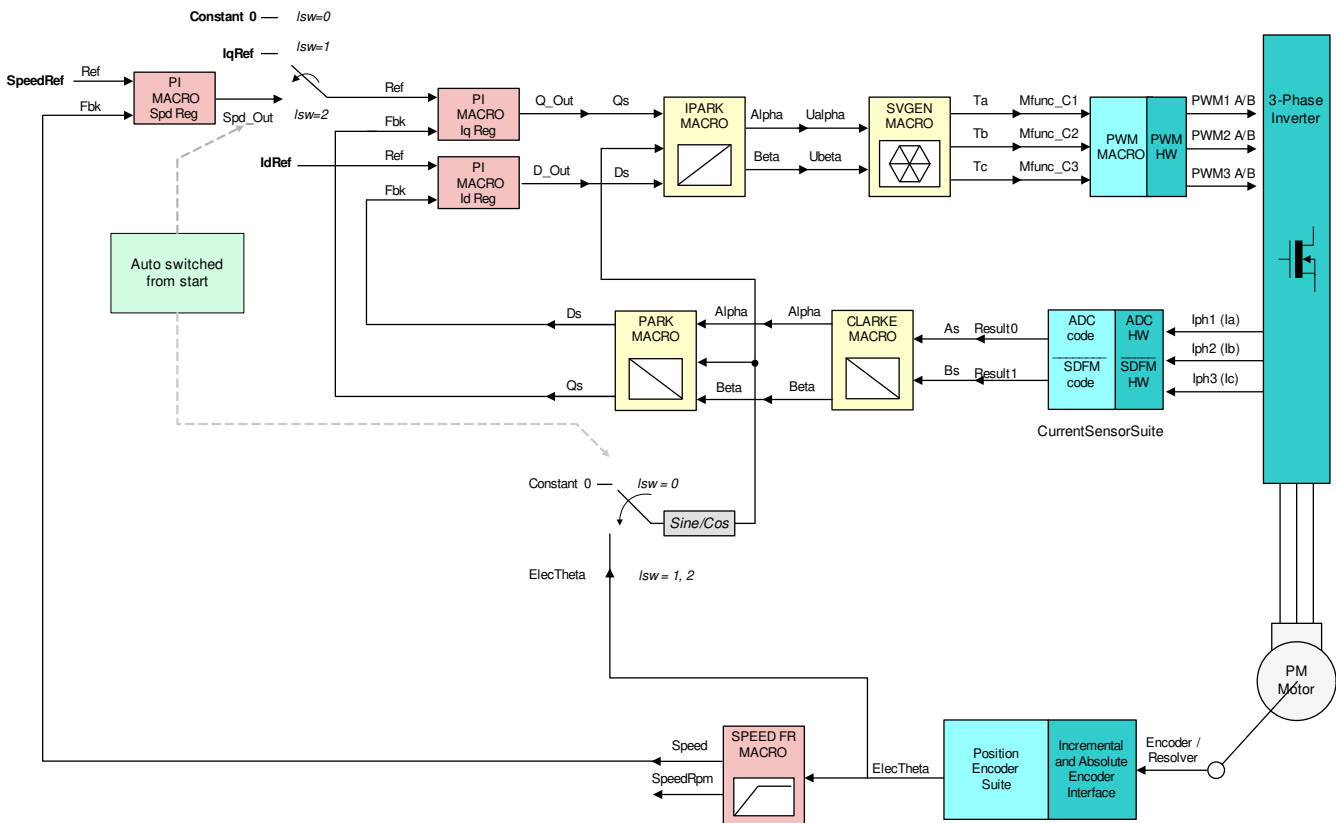 Constant 0
lsw=0
IqRef
lsw=1
SpeedRef
Ref
Fbk
PI
MACRO
Spd Reg
Spd_Out
lsw=2
Ref
Fbk
PI
MACRO
Iq Reg
Q_Out
Qs
IdRef
Ref
Fbk
PI
MACRO
Id Reg
D_Out
Ds
IPARK
MACRO
Alpha
Ualpha
Beta
Ubeta
SVGEN
MACRO
Ta
Mfunc_C1
Tb
Mfunc_C2
Tc
Mfunc_C3
PWM
MACRO
PWM
HW
PWM1 A/B
PWM2 A/B
PWM3 A/B
3-Phase
Inverter
Auto switched
from start
Ds
Qs
PARK
MACRO
Alpha
Alpha
Beta
Beta
CLARKE
MACRO
As
Result0
Bs
Result1
ADC
code
SDFM
code
ADC
HW
SDFM
HW
Iph1 (Ia)
Iph2 (Ib)
Iph3 (Ic)
CurrentSensorSuite
Constant 0
lsw = 0
Sine/Cos
ElecTheta
lsw = 1, 2
PM
Motor
Speed
SpeedRpm
SPEED FR
MACRO
ElecTheta
Position
Encoder
Suite
Incremental
and Absolute
Encoder
Interface
Encoder /
Resolver